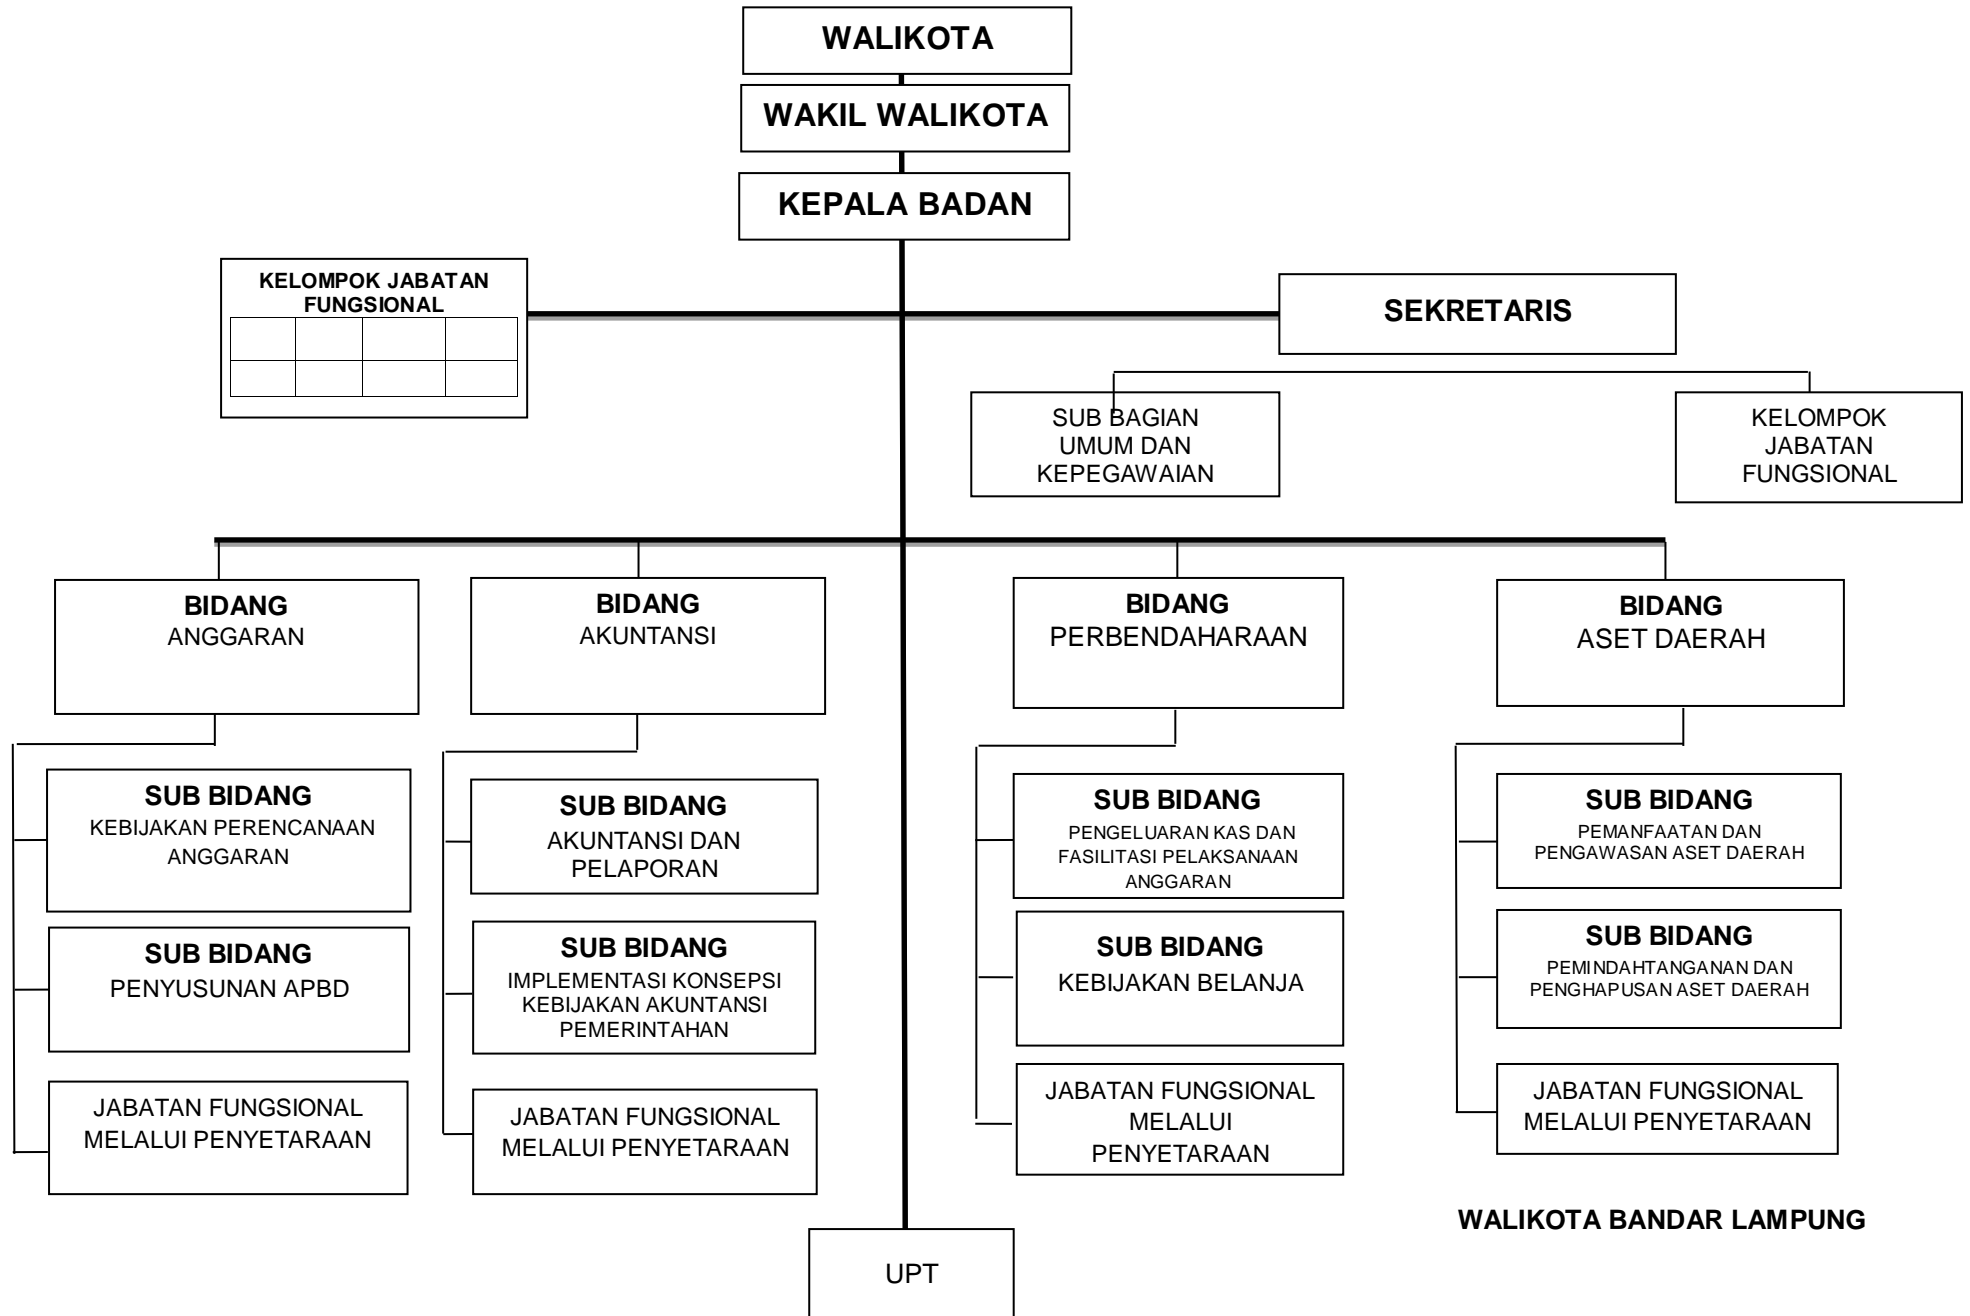 WALIKOTA
WAKIL WALIKOTA
KEPALA BADAN
KELOMPOK JABATAN
FUNGSIONAL
SEKRETARIS
SUB BAGIAN
UMUM DAN
KEPEGAWAIAN
KELOMPOK
JABATAN
FUNGSIONAL
BIDANG
ANGGARAN
BIDANG
AKUNTANSI
BIDANG
PERBENDAHARAAN
BIDANG
ASET DAERAH
SUB BIDANG
KEBIJAKAN PERENCANAAN
ANGGARAN
SUB BIDANG
AKUNTANSI DAN
PELAPORAN
SUB BIDANG
PENGELUARAN KAS DAN
FASILITASI PELAKSANAAN
ANGGARAN
SUB BIDANG
PEMANFAATAN DAN
PENGAWASAN ASET DAERAH
SUB BIDANG
PENYUSUNAN APBD
SUB BIDANG
IMPLEMENTASI KONSEPSI
KEBIJAKAN AKUNTANSI
PEMERINTAHAN
SUB BIDANG
KEBIJAKAN BELANJA
SUB BIDANG
PEMINDAHTANGANAN DAN
PENGHAPUSAN ASET DAERAH
JABATAN FUNGSIONAL
MELALUI PENYETARAAN
JABATAN FUNGSIONAL
MELALUI PENYETARAAN
JABATAN FUNGSIONAL
MELALUI
PENYETARAAN
JABATAN FUNGSIONAL
MELALUI PENYETARAAN
WALIKOTA BANDAR LAMPUNG
UPT